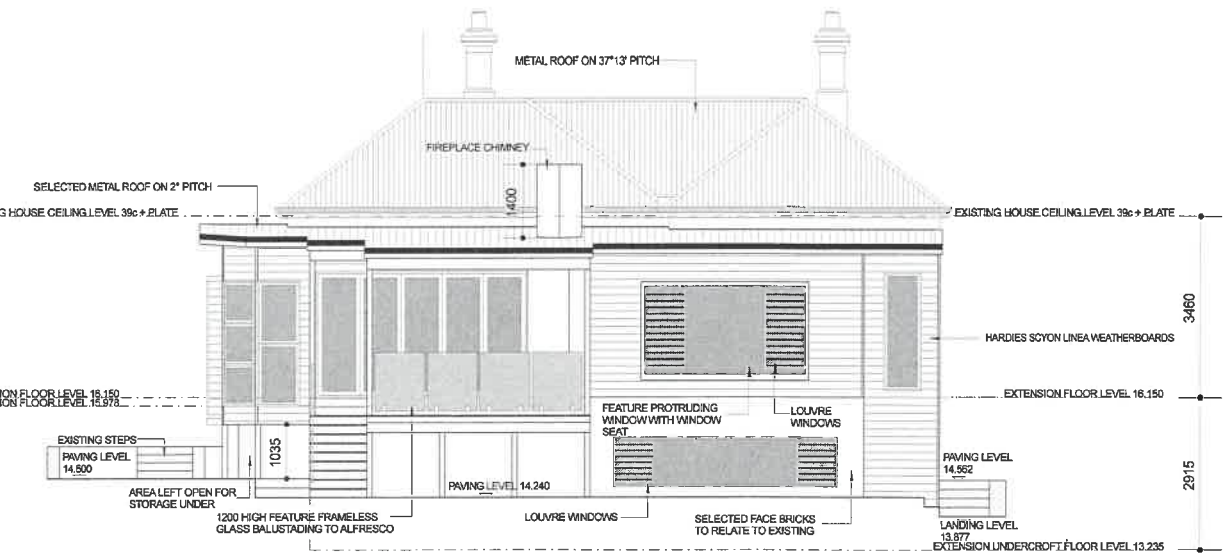 METAL ROOF ON 37°13' PITCH
FIREPLACE CHIMNEY
1400
SELECTED METAL ROOF ON 2° PITCH
G HOUSE CEILING LEVEL 39c + PLATE
EXISTING HOUSE CEILING LEVEL 39c + PLATE
3460
HARDIES SCYON LINEA WEATHERBOARDS
ION FLOOR LEVEL 16.150
ION FLOOR LEVEL 15.978
EXTENSION FLOOR LEVEL 16.150
FEATURE PROTRUDING
WINDOW WITH WINDOW
SEAT
LOUVRE
WINDOWS
EXISTING STEPS
PAVING LEVEL
14.500
1035
PAVING LEVEL
14.562
2915
AREA LEFT OPEN FOR
STORAGE UNDER
PAVING LEVEL 14.240
1200 HIGH FEATURE FRAMELESS
GLASS BALUSTADING TO ALFRESCO
LOUVRE WINDOWS
SELECTED FACE BRICKS
TO RELATE TO EXISTING
LANDING LEVEL
13.877
EXTENSION UNDERCROFT FLOOR LEVEL 13.235